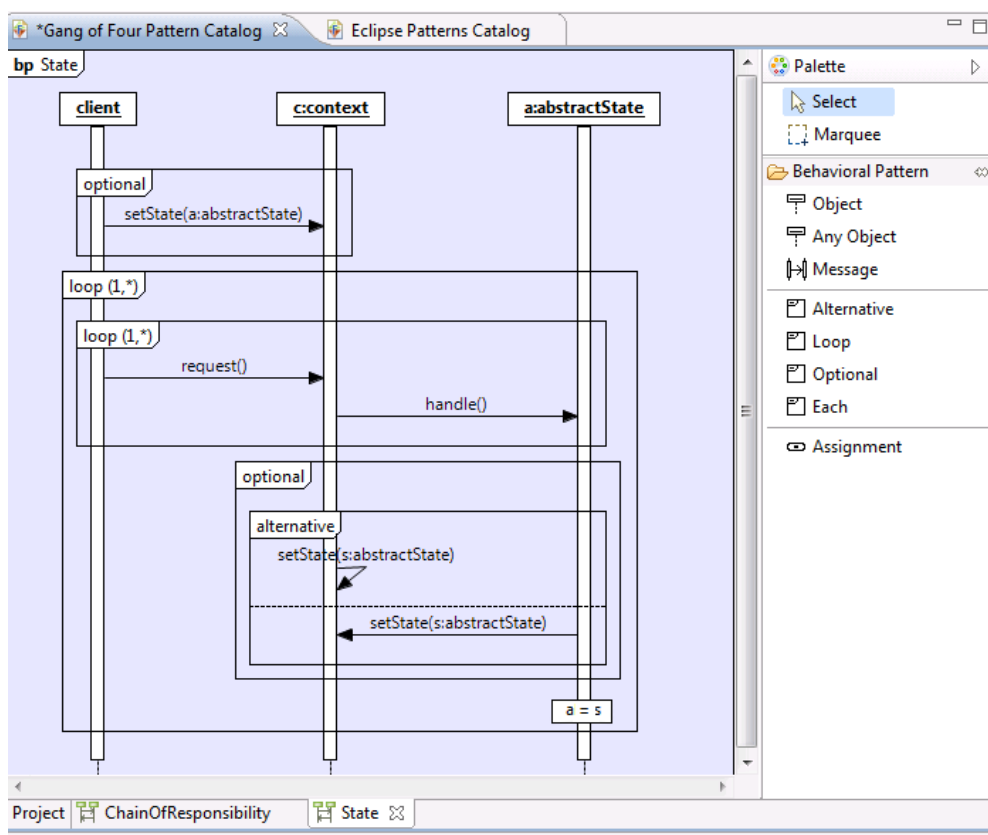 *Gang of Four Pattern Catalog
Eclipse Patterns Catalog
bp State
client
c:context
a:abstractState
optional
setState(a:abstractState)
loop (1,*)
loop (1,*)
request()
handle()
optional
alternative
setState(s:abstractState)
setState(s:abstractState)
a = s
Palette
Select
Marquee
Behavioral Pattern
Object
Any Object
Message
Alternative
Loop
Optional
Each
Assignment
Project
ChainOfResponsibility
State